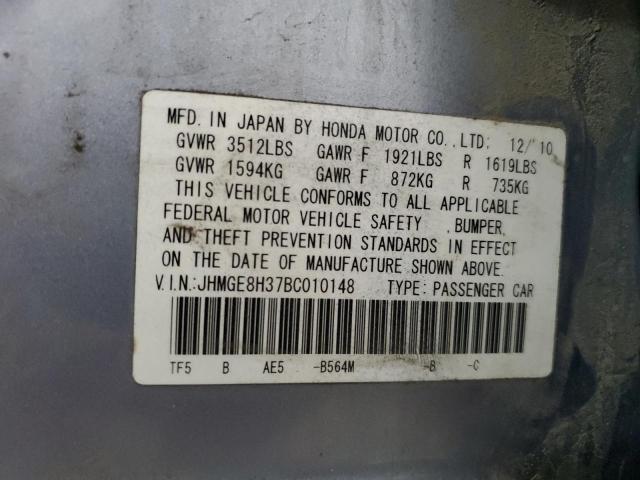 MFD. IN JAPAN BY HONDA MOTOR CO.,LTD. 12/'10
GVWR 3512LBS GAWR F 1921LBS R 1619LBS
GVWR 1594KG GAWR F 872KG R 735KG
THIS VEHICLE CONFORMS TO ALL APPLICABLE
FEDERAL MOTOR VEHICLE SAFETY ,BUMPER,
AND THEFT PREVENTION STANDARDS IN EFFECT
ON THE DATE OF MANUFACTURE SHOWN ABOVE.
V.I.N.:JHMGE8H37BC010148 TYPE: PASSENGER CAR
TF5 B AE5 -B564M -8 -C